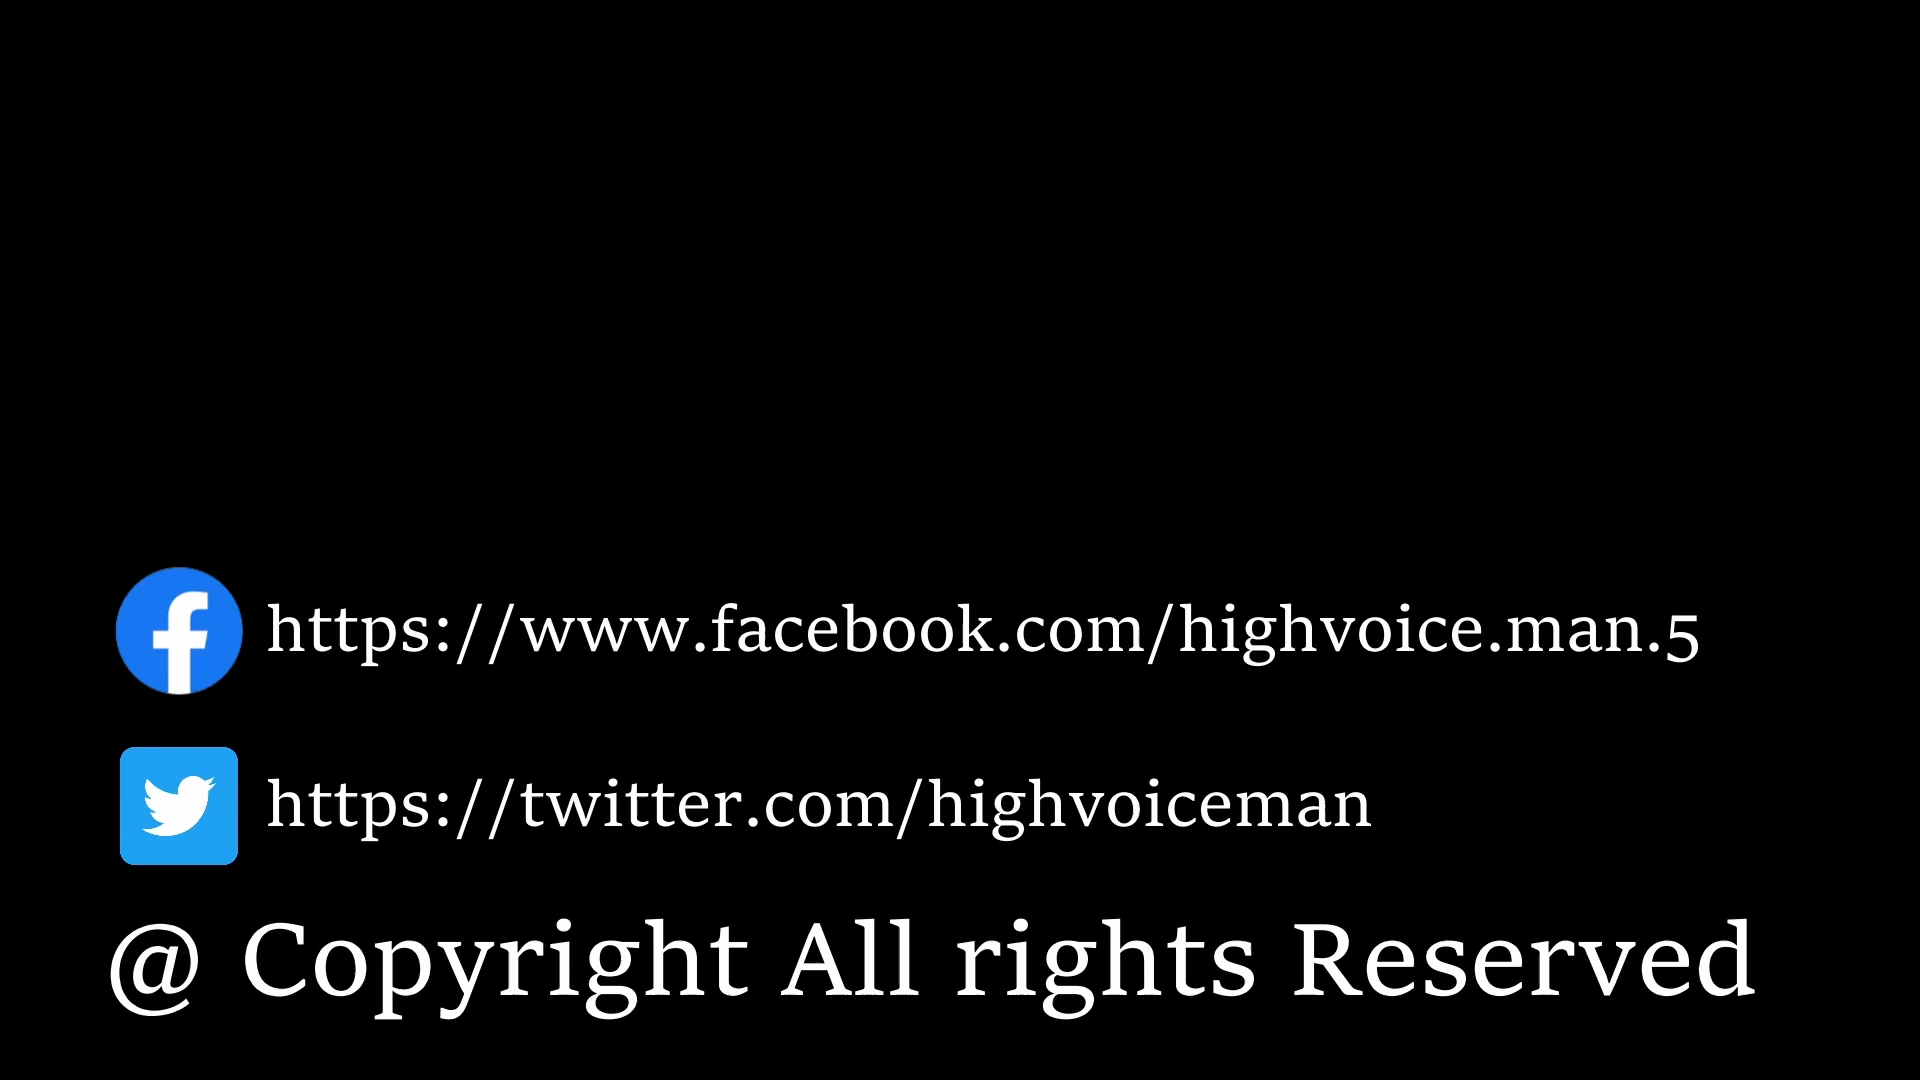 https://www.facebook.com/highvoice.man.5
https://twitter.com/highvoiceman
@ Copyright All rights Reserved